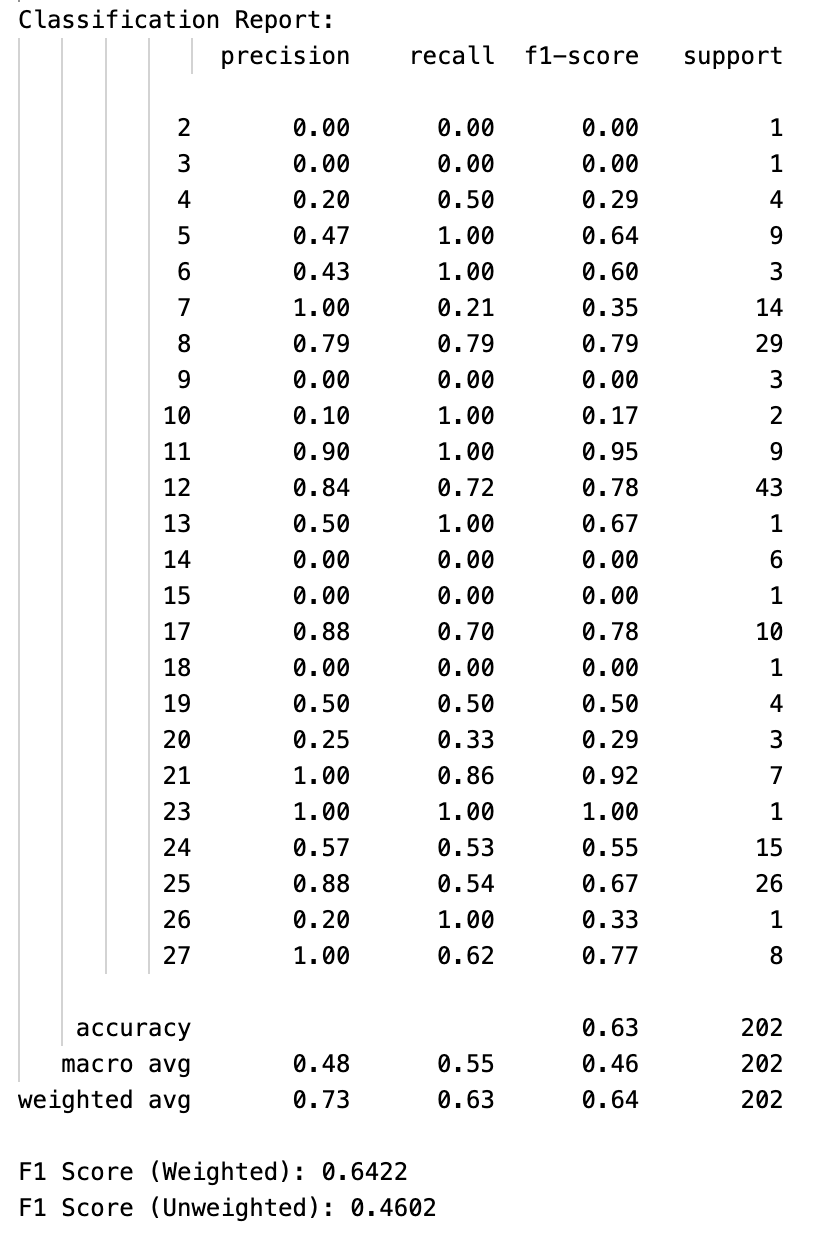 Classification Report:
precision recall f1-score support
2 0.00 0.00 0.00 1
3 0.00 0.00 0.00 1
4 0.20 0.50 0.29 4
5 0.47 1.00 0.64 9
6 0.43 1.00 0.60 3
7 1.00 0.21 0.35 14
8 0.79 0.79 0.79 29
9 0.00 0.00 0.00 3
10 0.10 1.00 0.17 2
11 0.90 1.00 0.95 9
12 0.84 0.72 0.78 43
13 0.50 1.00 0.67 1
14 0.00 0.00 0.00 6
15 0.00 0.00 0.00 1
17 0.88 0.70 0.78 10
18 0.00 0.00 0.00 1
19 0.50 0.50 0.50 4
20 0.25 0.33 0.29 3
21 1.00 0.86 0.92 7
23 1.00 1.00 1.00 1
24 0.57 0.53 0.55 15
25 0.88 0.54 0.67 26
26 0.20 1.00 0.33 1
27 1.00 0.62 0.77 8
accuracy 0.63 202
macro avg 0.48 0.55 0.46 202
weighted avg 0.73 0.63 0.64 202
F1 Score (Weighted): 0.6422
F1 Score (Unweighted): 0.4602